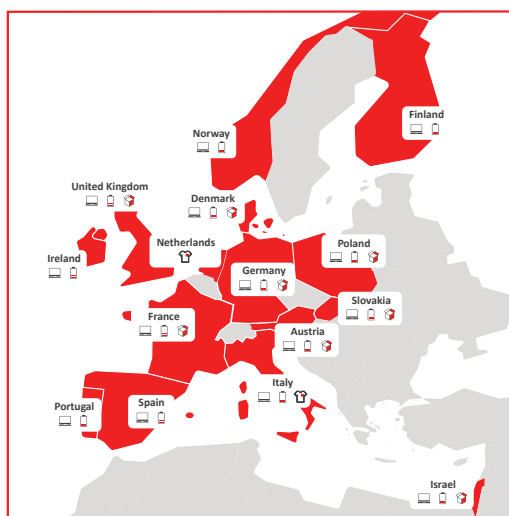 Finland
Norway
United Kingdom
Denmark
Netherlands
Poland
Ireland
Germany
Slovakia
France
Austria
Italy
Portugal
Spain
Israel